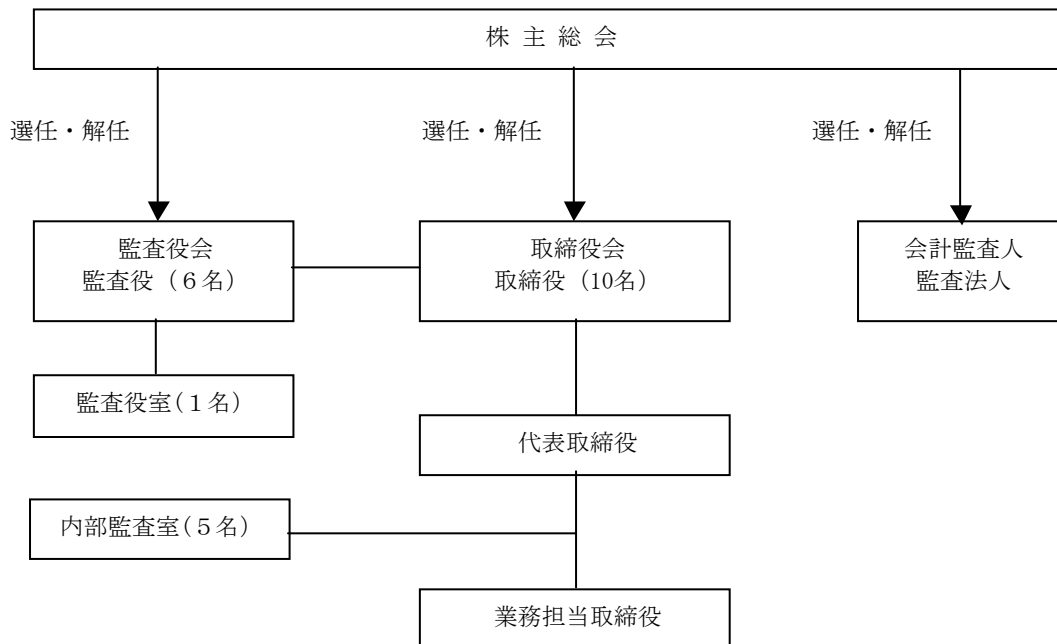 株 主 総 会
選任・解任
選任・解任
選任・解任
監査役会
監査役（６名）
取締役会
取締役（10名）
会計監査人
監査法人
監査役室（１名）
代表取締役
内部監査室（５名）
業務担当取締役